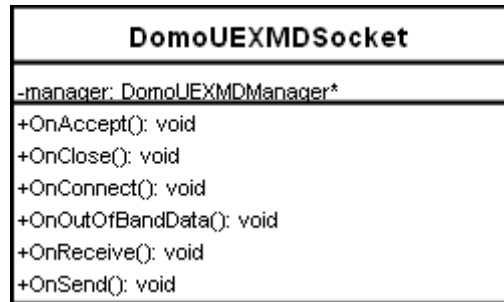 DomoUEXMDSocket
-manager: DomoUEXMDManager*
+OnAccept(): void
+OnClose(): void
+OnConnect(): void
+OnOutOfBandData(): void
+OnReceive(): void
+OnSend(): void